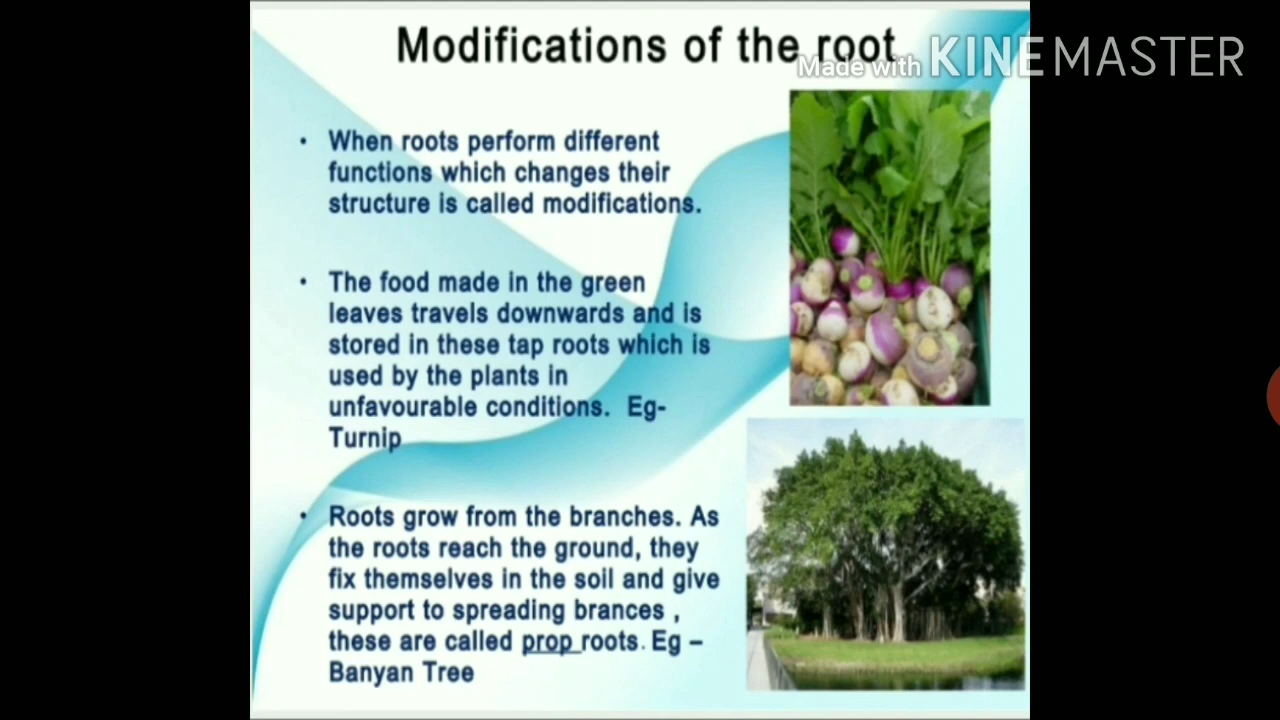 Modifications of the root
Made with KINEMASTER
• When roots perform different
functions which changes their
structure is called modifications.
• The food made in the green
leaves travels downwards and is
stored in these tap roots which is
used by the plants in
unfavourable conditions. Eg-
Turnip
• Roots grow from the branches. As
the roots reach the ground, they
fix themselves in the soil and give
support to spreading brances ,
these are called prop roots. Eg –
Banyan Tree